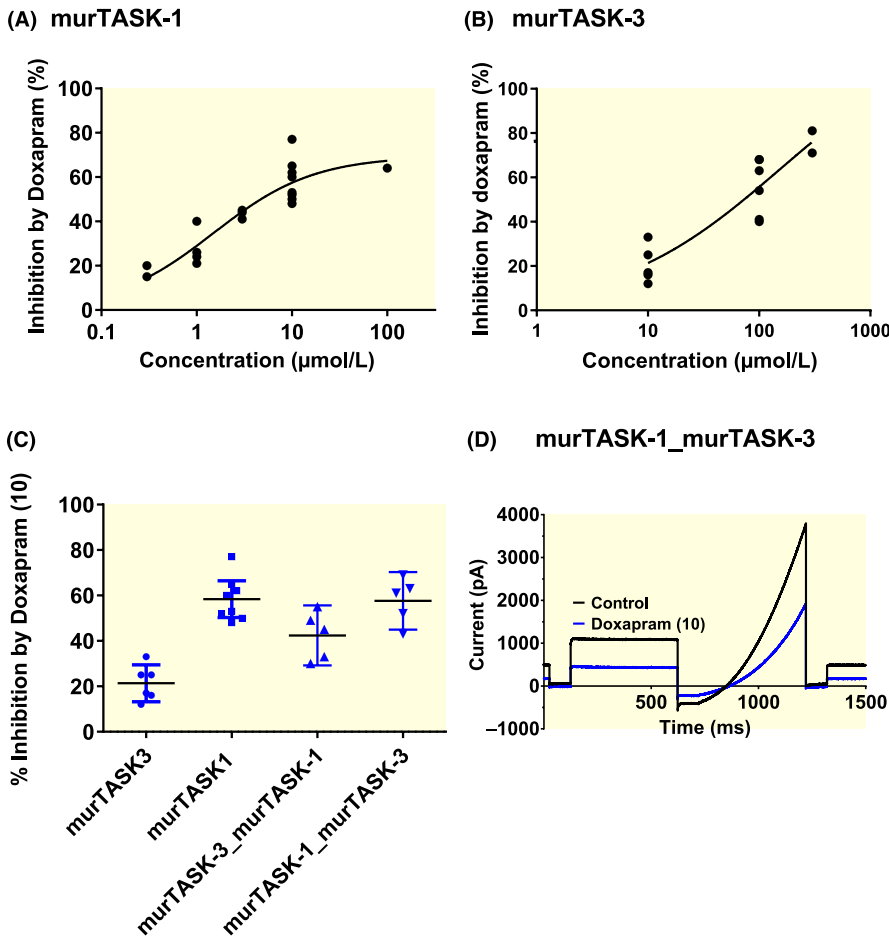 (A) murTASK-1
Inhibition by Doxapram (%)
100
80
60
40
20
0
0.1 1 10 100
Concentration (µmol/L)
(B) murTASK-3
Inhibition by doxapram (%)
100
80
60
40
20
0
1 10 100 1000
Concentration (µmol/L)
(C)
% Inhibition by Doxapram (10)
100
80
60
40
20
0
murTASK3
murTASK1
murTASK-3_murTASK-1
murTASK-1_murTASK-3
(D) murTASK-1_murTASK-3
Current (pA)
4000
3000
2000
1000
0
–1000
Control
Doxapram (10)
500 1000 1500
Time (ms)